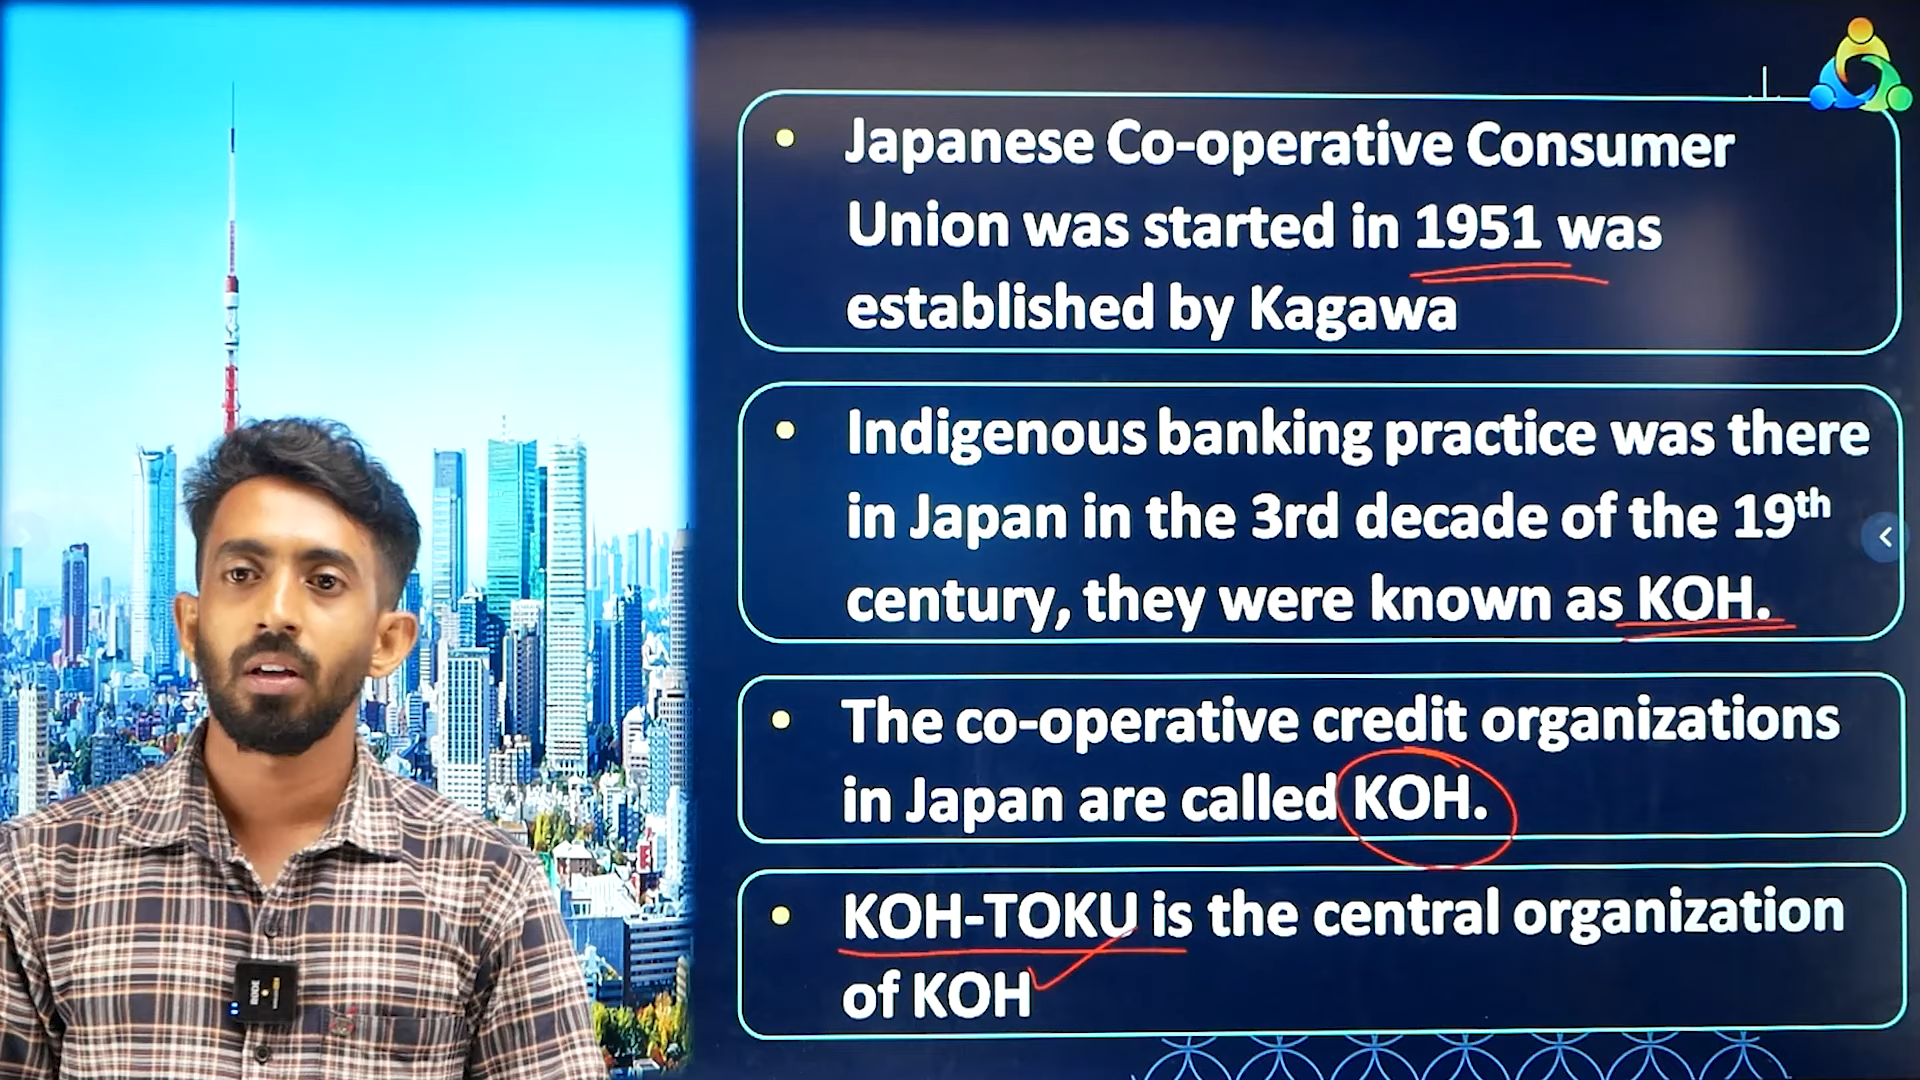 • Japanese Co-operative Consumer
Union was started in 1951 was
established by Kagawa
• Indigenous banking practice was there
in Japan in the 3rd decade of the 19th
century, they were known as KOH.
• The co-operative credit organizations
in Japan are called KOH.
• KOH-TOKU is the central organization
of KOH
RODE